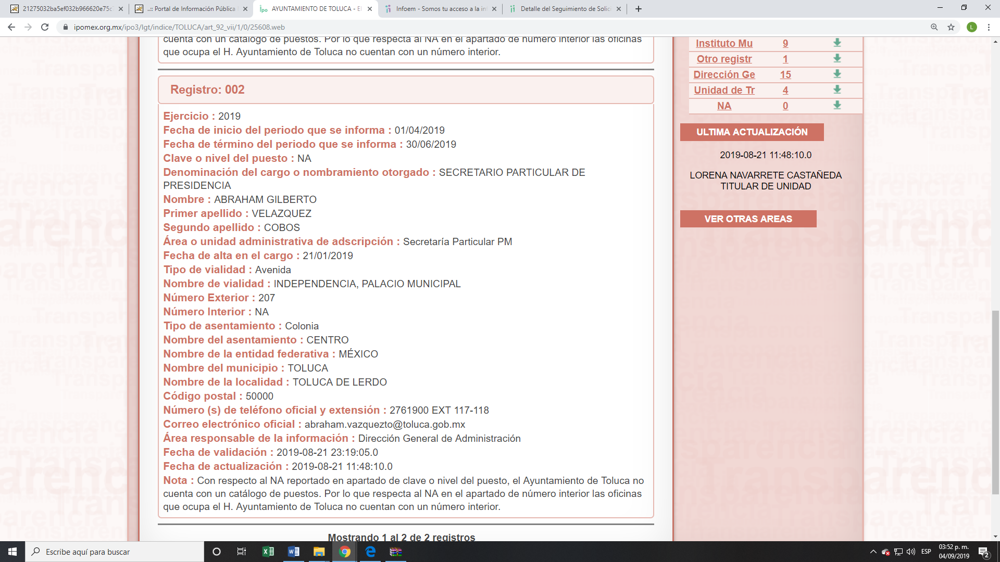 21275032ba5ef032b966620e75c
..:: Portal de Información Pública
AYUNTAMIENTO DE TOLUCA - El
Infoem - Somos tu acceso a la in
Detalle del Seguimiento de Solici
ipomex.org.mx/ipo3/lgt/indice/TOLUCA/art_92_vii/1/0/25608.web
L
cuenta con un catálogo de puestos. Por lo que respecta al NA en el apartado de número interior las oficinas
que ocupa el H. Ayuntamiento de Toluca no cuentan con un número interior.
Registro: 002
Ejercicio : 2019
Fecha de inicio del periodo que se informa : 01/04/2019
Fecha de término del periodo que se informa : 30/06/2019
Clave o nivel del puesto : NA
Denominación del cargo o nombramiento otorgado : SECRETARIO PARTICULAR DE
PRESIDENCIA
Nombre : ABRAHAM GILBERTO
Primer apellido : VELAZQUEZ
Segundo apellido : COBOS
Área o unidad administrativa de adscripción : Secretaría Particular PM
Fecha de alta en el cargo : 21/01/2019
Tipo de vialidad : Avenida
Nombre de vialidad : INDEPENDENCIA, PALACIO MUNICIPAL
Número Exterior : 207
Número Interior : NA
Tipo de asentamiento : Colonia
Nombre del asentamiento : CENTRO
Nombre de la entidad federativa : MÉXICO
Nombre del municipio : TOLUCA
Nombre de la localidad : TOLUCA DE LERDO
Código postal : 50000
Número (s) de teléfono oficial y extensión : 2761900 EXT 117-118
Correo electrónico oficial : abraham.vazquezto@toluca.gob.mx
Área responsable de la información : Dirección General de Administración
Fecha de validación : 2019-08-21 23:19:05.0
Fecha de actualización : 2019-08-21 11:48:10.0
Nota : Con respecto al NA reportado en apartado de clave o nivel del puesto, el Ayuntamiento de Toluca no
cuenta con un catálogo de puestos. Por lo que respecta al NA en el apartado de número interior las oficinas
que ocupa el H. Ayuntamiento de Toluca no cuentan con un número interior.
Mostrando 1 al 2 de 2 registros
Instituto Mu 9
Otro registr 1
Dirección Ge 15
Unidad de Tr 4
NA 0
ULTIMA ACTUALIZACIÓN
2019-08-21 11:48:10.0
LORENA NAVARRETE CASTAÑEDA
TITULAR DE UNIDAD
VER OTRAS AREAS
Escribe aquí para buscar
ESP
03:52 p. m.
04/09/2019
2